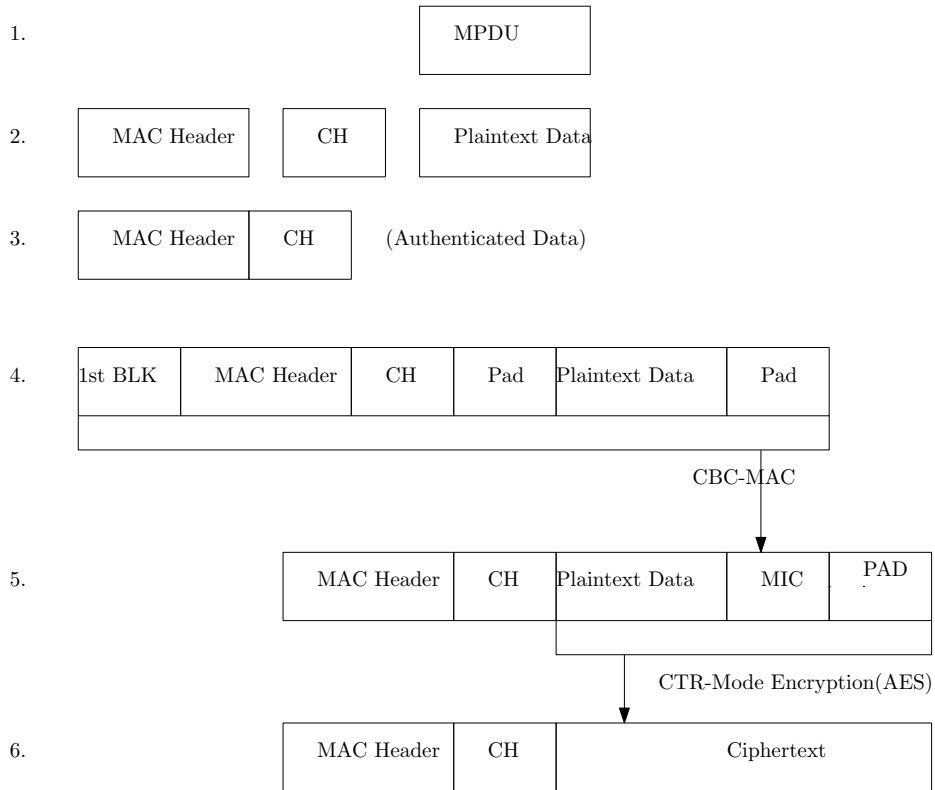 1. MPDU
2. MAC Header CH Plaintext Data
3. MAC Header CH (Authenticated Data)
4. 1st BLK MAC Header CH Pad Plaintext Data Pad
CBC-MAC
5. MAC Header CH Plaintext Data MIC PAD
CTR-Mode Encryption(AES)
6. MAC Header CH Ciphertext